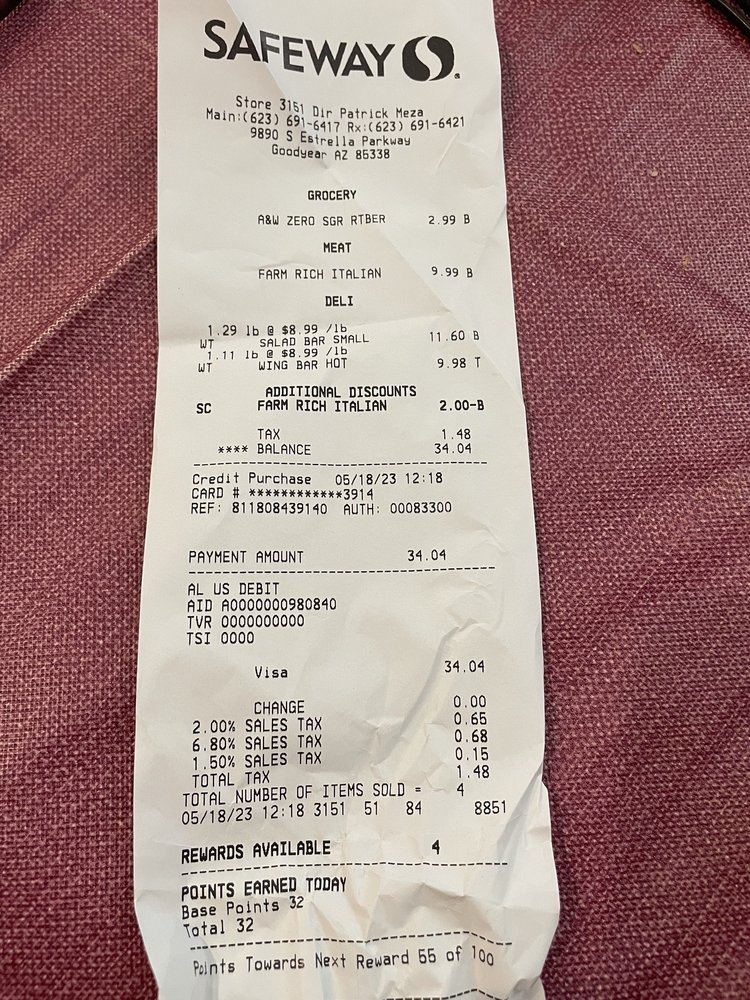 SAFEWAY
Store 3151 Dir Patrick Meza
Main:(623) 691-6417 Rx:(623) 691-6421
9890 S Estrella Parkway
Goodyear AZ 85338
GROCERY
A&W ZERO SGR RTBER 2.99 B
MEAT
FARM RICH ITALIAN 9.99 B
DELI
1.29 lb @ $8.99 /lb
WT SALAD BAR SMALL 11.60 B
1.11 lb @ $8.99 /lb
WT WING BAR HOT 9.98 T
ADDITIONAL DISCOUNTS
SC FARM RICH ITALIAN 2.00-B
TAX 1.48
**** BALANCE 34.04
Credit Purchase 05/18/23 12:18
CARD # ************3914
REF: 811808439140 AUTH: 00083300
PAYMENT AMOUNT 34.04
AL US DEBIT
AID A0000000980840
TVR 0000000000
TSI 0000
Visa 34.04
CHANGE 0.00
2.00% SALES TAX 0.65
6.80% SALES TAX 0.68
1.50% SALES TAX 0.15
TOTAL TAX 1.48
TOTAL NUMBER OF ITEMS SOLD = 4
05/18/23 12:18 3151 51 84 8851
REWARDS AVAILABLE 4
POINTS EARNED TODAY
Base Points 32
Total 32
Points Towards Next Reward 55 of 100